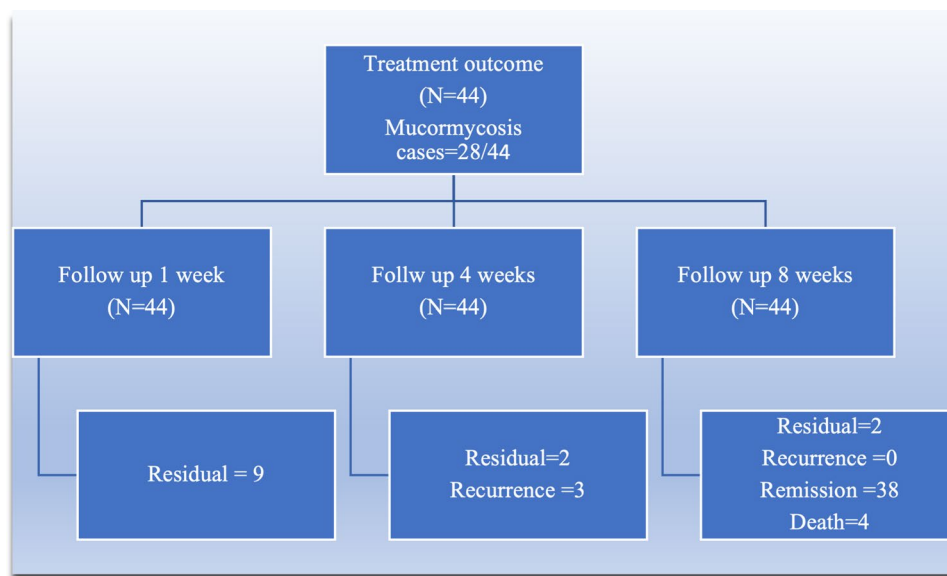 Treatment outcome
(N=44)
Mucormycosis
cases=28/44
Follow up 1 week
(N=44)
Follw up 4 weeks
(N=44)
Follow up 8 weeks
(N=44)
Residual = 9
Residual=2
Recurrence =3
Residual=2
Recurrence =0
Remission =38
Death=4